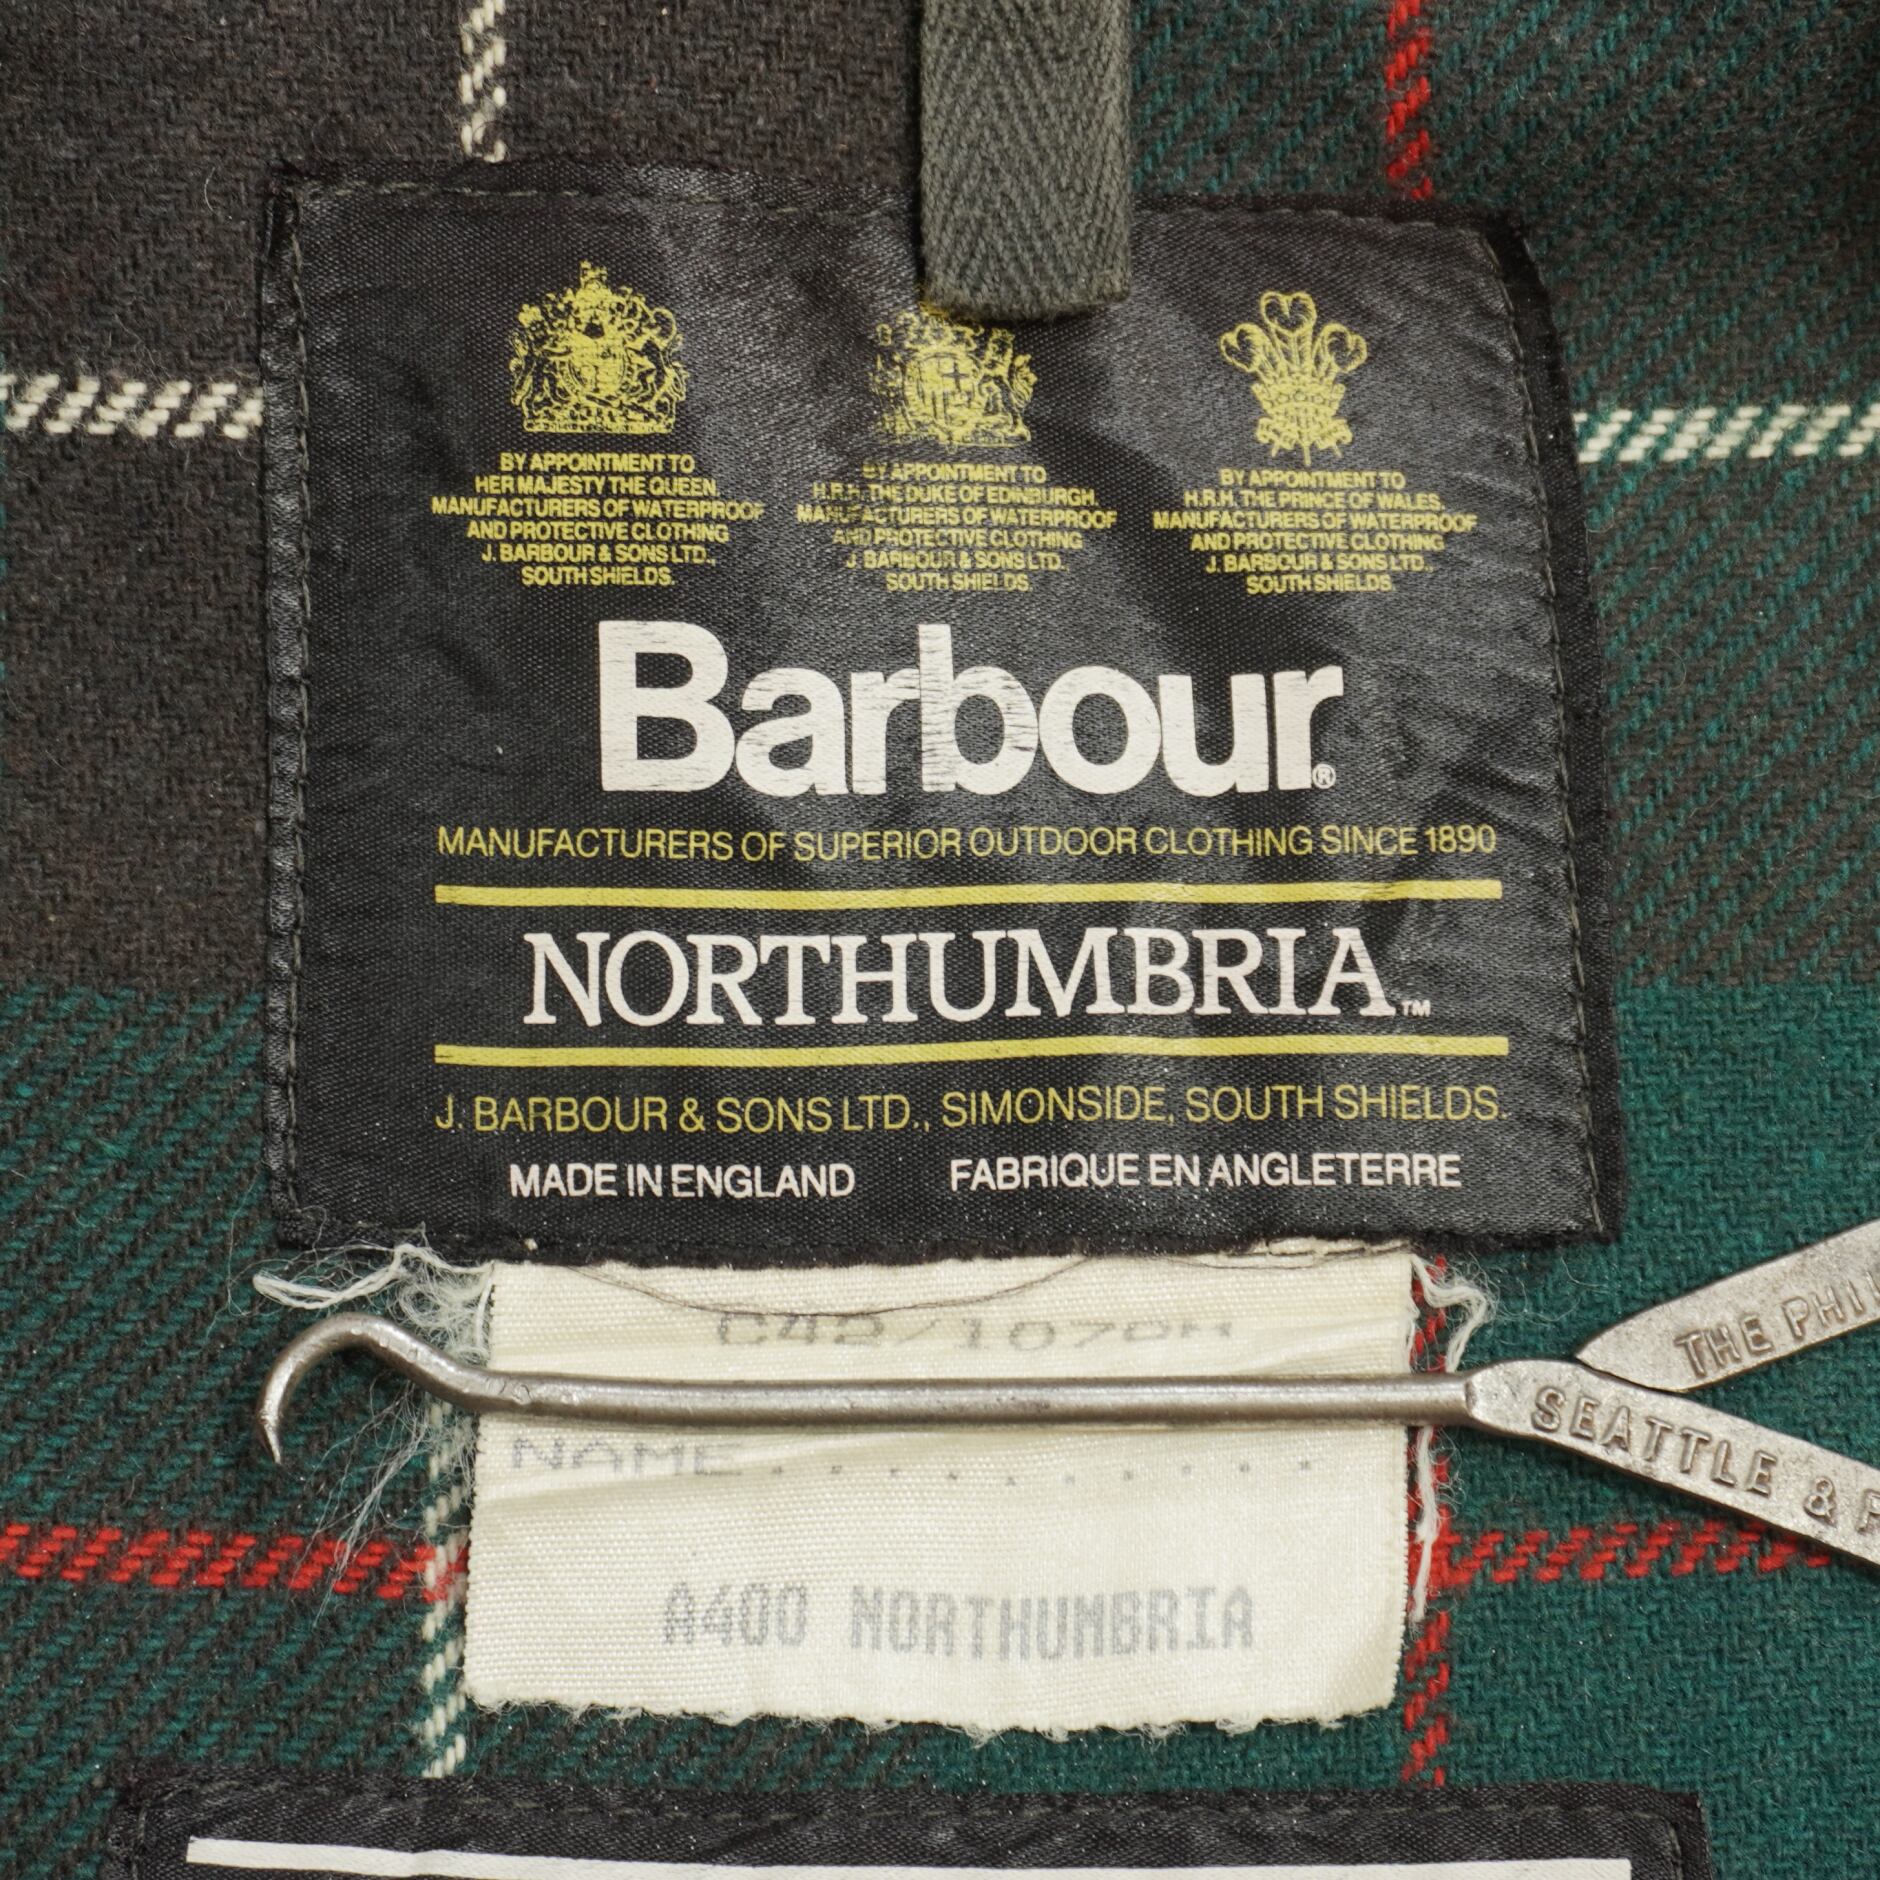 BY APPOINTMENT TO
HER MAJESTY THE QUEEN,
MANUFACTURERS OF WATERPROOF
AND PROTECTIVE CLOTHING
J. BARBOUR & SONS LTD.,
SOUTH SHIELDS.
BY APPOINTMENT TO
H.R.H. THE DUKE OF EDINBURGH,
MANUFACTURERS OF WATERPROOF
AND PROTECTIVE CLOTHING
J. BARBOUR & SONS LTD.,
SOUTH SHIELDS.
BY APPOINTMENT TO
H.R.H. THE PRINCE OF WALES,
MANUFACTURERS OF WATERPROOF
AND PROTECTIVE CLOTHING
J. BARBOUR & SONS LTD.,
SOUTH SHIELDS.
Barbour®
MANUFACTURERS OF SUPERIOR OUTDOOR CLOTHING SINCE 1890
NORTHUMBRIA™
J. BARBOUR & SONS LTD., SIMONSIDE, SOUTH SHIELDS.
MADE IN ENGLAND FABRIQUE EN ANGLETERRE
C42/107CM
THE
SEATTLE &
NAME............
A400 NORTHUMBRIA